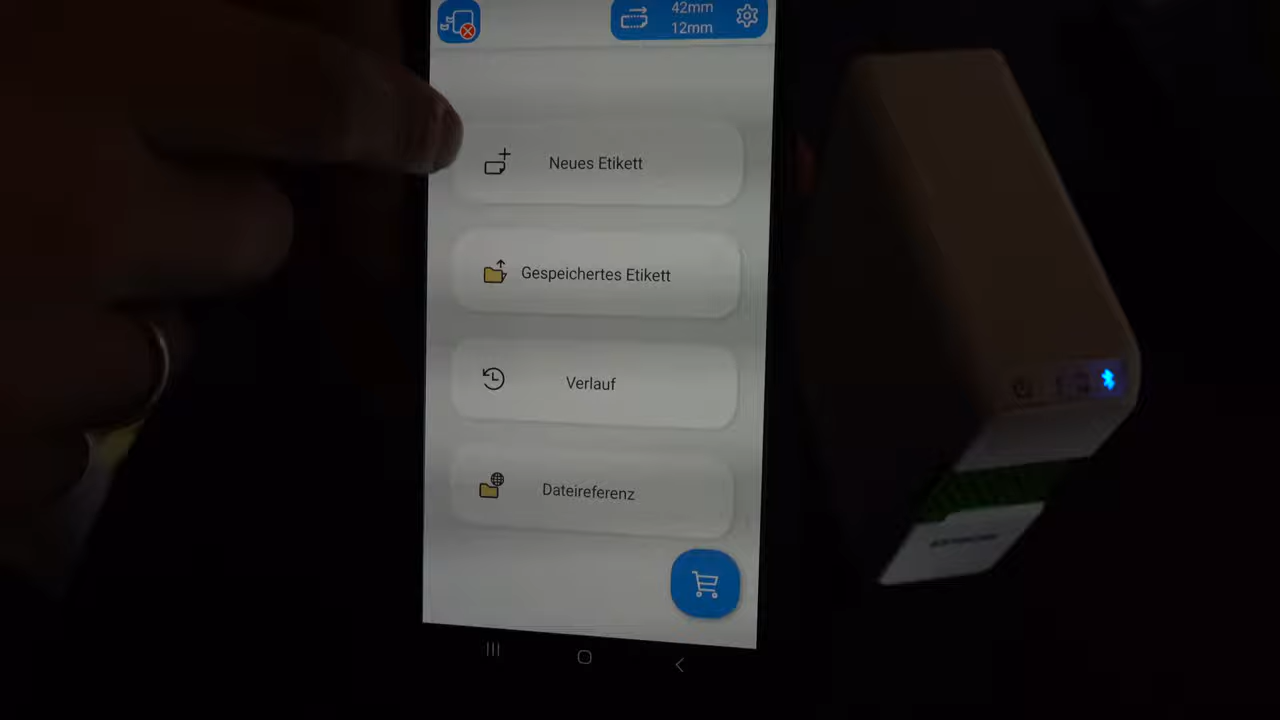 42mm
12mm
Neues Etikett
Gespeichertes Etikett
Verlauf
Dateireferenz